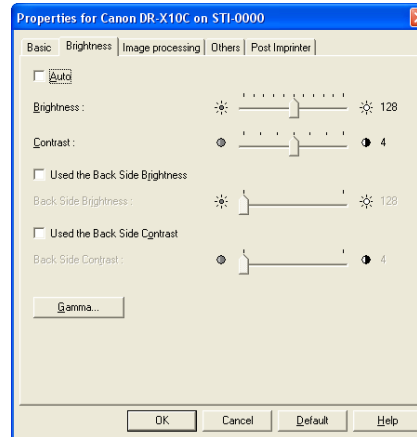 Properties for Canon DR-X10C on STI-0000
Basic Brightness Image processing Others Post Imprinter
Auto
Brightness : 128
Contrast : 4
Used the Back Side Brightness
Back Side Brightness : 128
Used the Back Side Contrast
Back Side Contrast : 4
Gamma...
OK Cancel Default Help